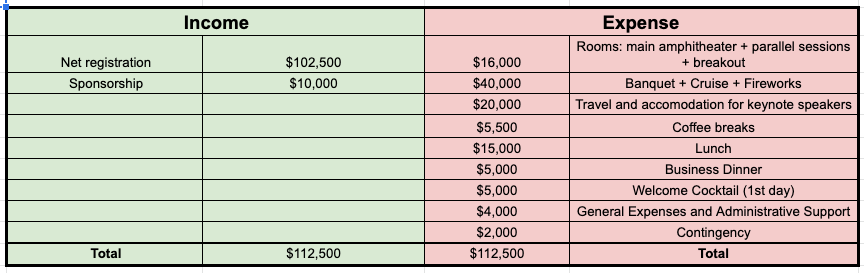 Income Expense
Rooms: main amphitheater + parallel sessions
Net registration $102,500 $16,000 + breakout
Sponsorship $10,000 $40,000 Banquet + Cruise + Fireworks
$20,000 Travel and accomodation for keynote speakers
$5,500 Coffee breaks
$15,000 Lunch
$5,000 Business Dinner
$5,000 Welcome Cocktail (1st day)
$4,000 General Expenses and Administrative Support
$2,000 Contingency
Total $112,500 $112,500 Total